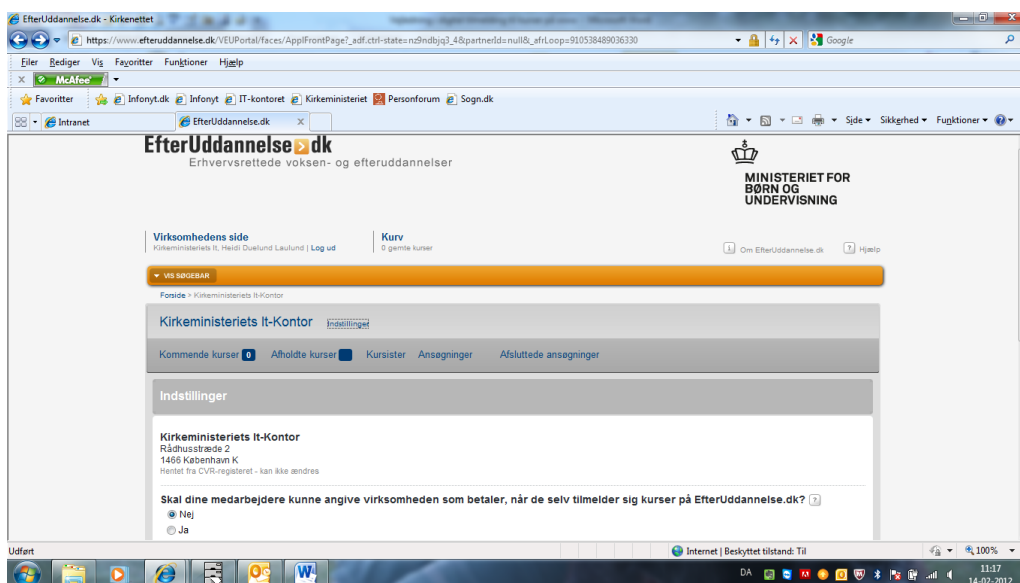 EfterUddannelse.dk - Kirkenettet
https://www.efteruddannelse.dk/VEUPortal/faces/ApplFrontPage?_adf.ctrl-state=nz9ndbjq3_4&partnerId=null&_afrLoop=910538489036330
Google
Filer Rediger Vis Favoritter Funktioner Hjælp
x McAfee
Favoritter Infonyt.dk Infonyt IT-kontoret Kirkeministeriet Personforum Sogn.dk
Intranet EfterUddannelse.dk x Side Sikkerhed Funktioner
EfterUddannelse dk
Erhvervsrettede voksen- og efteruddannelser
MINISTERIET FOR
BØRN OG
UNDERVISNING
Virksomhedens side
Kirkeministeriets It, Heidi Duelund Laulund | Log ud
Kurv
0 gemte kurser
Om EfterUddannelse.dk ? Hjælp
VIS SØGEBAR
Forside > Kirkeministeriets It-Kontor
Kirkeministeriets It-Kontor Indstillinger
Kommende kurser 0 Afholdte kurser Kursister Ansøgninger Afsluttede ansøgninger
Indstillinger
Kirkeministeriets It-Kontor
Rådhusstræde 2
1466 København K
Hentet fra CVR-registeret - kan ikke ændres
Skal dine medarbejdere kunne angive virksomheden som betaler, når de selv tilmelder sig kurser på EfterUddannelse.dk? ?
Nej
Ja
Udført Internet | Beskyttet tilstand: Til 100%
DA 11:17
14-02-2012